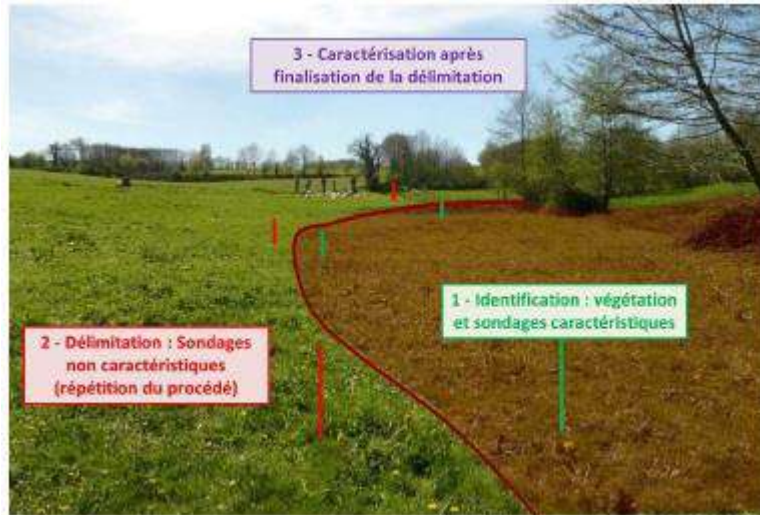 3 - Caractérisation après
finalisation de la délimitation
1 - Identification : végétation
et sondages caractéristiques
2 - Délimitation : Sondages
non caractéristiques
(répétition du procédé)